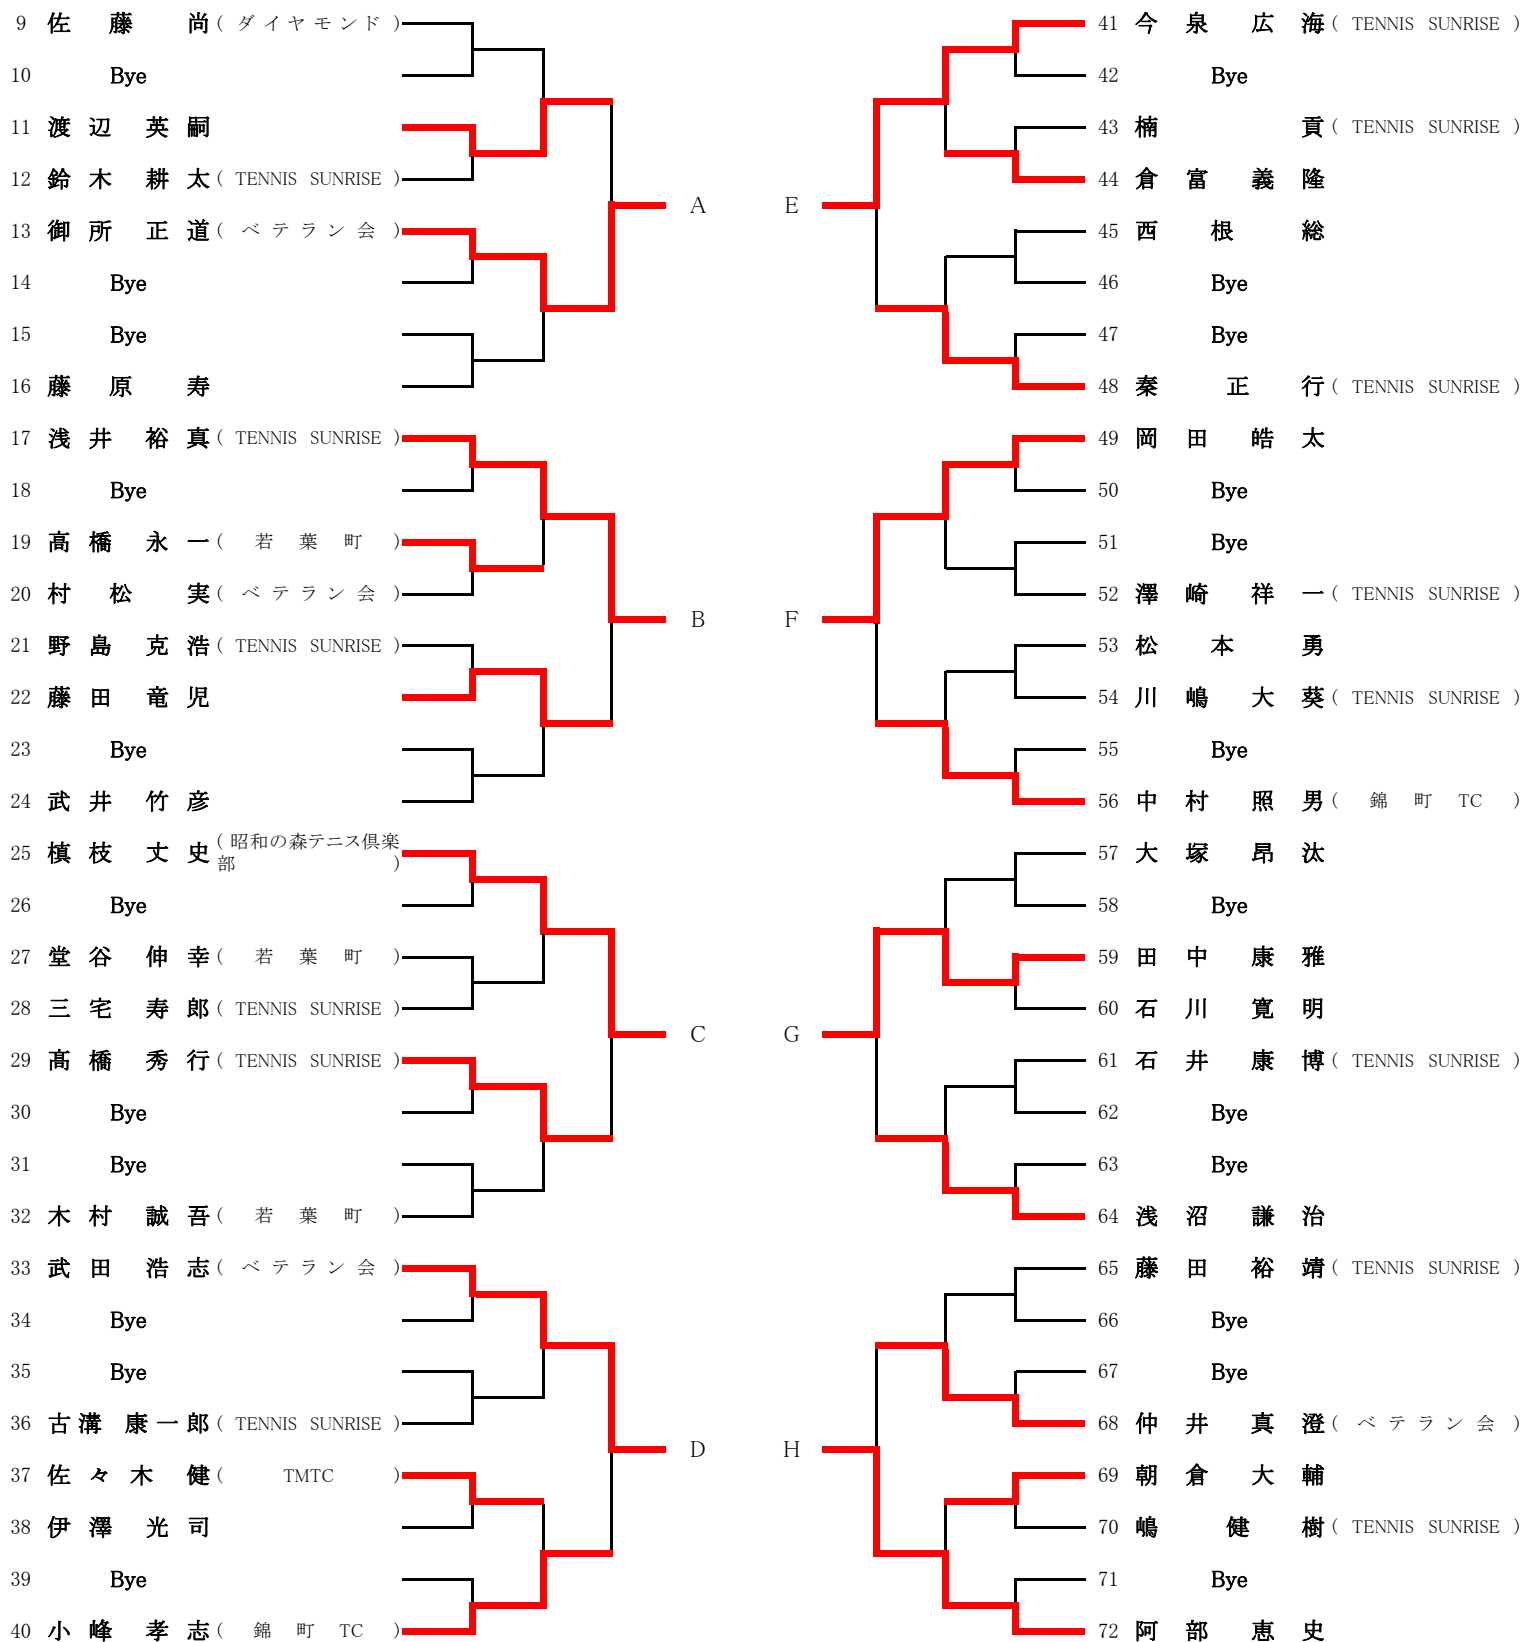 9 佐藤 尚 ( ダイヤモンド )
10 Bye
11 渡辺 英嗣
12 鈴木 耕太 ( TENNIS SUNRISE )
A
13 御所 正道 ( ベテラン会 )
14 Bye
15 Bye
16 藤原 寿
17 浅井 裕真 ( TENNIS SUNRISE )
18 Bye
19 高橋 永一 ( 若葉町 )
20 村松 実 ( ベテラン会 )
B
21 野島 克浩 ( TENNIS SUNRISE )
22 藤田 竜児
23 Bye
24 武井 竹彦
25 槙枝 丈史 ( 昭和の森テニス倶楽
部 )
26 Bye
27 堂谷 伸幸 ( 若葉町 )
28 三宅 寿郎 ( TENNIS SUNRISE )
C
29 髙橋 秀行 ( TENNIS SUNRISE )
30 Bye
31 Bye
32 木村 誠吾 ( 若葉町 )
33 武田 浩志 ( ベテラン会 )
34 Bye
35 Bye
36 古溝 康一郎 ( TENNIS SUNRISE )
D
37 佐々木 健 ( TMTC )
38 伊澤 光司
39 Bye
40 小峰 孝志 ( 錦町TC )
41 今泉 広海 ( TENNIS SUNRISE )
42 Bye
43 楠 貢 ( TENNIS SUNRISE )
44 倉富 義隆
E
45 西根 総
46 Bye
47 Bye
48 秦 正行 ( TENNIS SUNRISE )
49 岡田 皓太
50 Bye
51 Bye
52 澤崎 祥一 ( TENNIS SUNRISE )
F
53 松本 勇
54 川嶋 大葵 ( TENNIS SUNRISE )
55 Bye
56 中村 照男 ( 錦町TC )
57 大塚 昂汰
58 Bye
59 田中 康雅
60 石川 寛明
G
61 石井 康博 ( TENNIS SUNRISE )
62 Bye
63 Bye
64 浅沼 謙治
65 藤田 裕靖 ( TENNIS SUNRISE )
66 Bye
67 Bye
68 仲井 真澄 ( ベテラン会 )
H
69 朝倉 大輔
70 嶋 健樹 ( TENNIS SUNRISE )
71 Bye
72 阿部 恵史